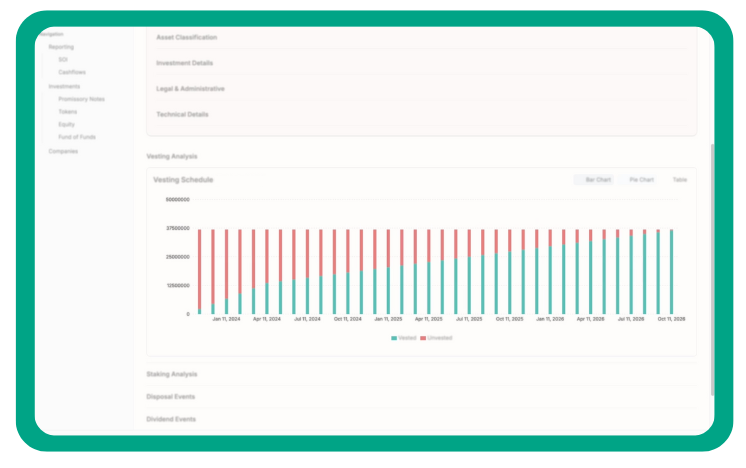 Navigation
Reporting
SOI
Cashflows
Investments
Promissory Notes
Tokens
Equity
Fund of Funds
Companies
Asset Classification
Investment Details
Legal & Administrative
Technical Details
Vesting Analysis
Vesting Schedule
Bar Chart Pie Chart Table
50000000
37500000
25000000
12500000
0
Jan 11, 2024 Apr 11, 2024 Jul 11, 2024 Oct 11, 2024 Jan 11, 2025 Apr 11, 2025 Jul 11, 2025 Oct 11, 2025 Jan 11, 2026 Apr 11, 2026 Jul 11, 2026 Oct 11, 2026
Vested Unvested
Staking Analysis
Disposal Events
Dividend Events